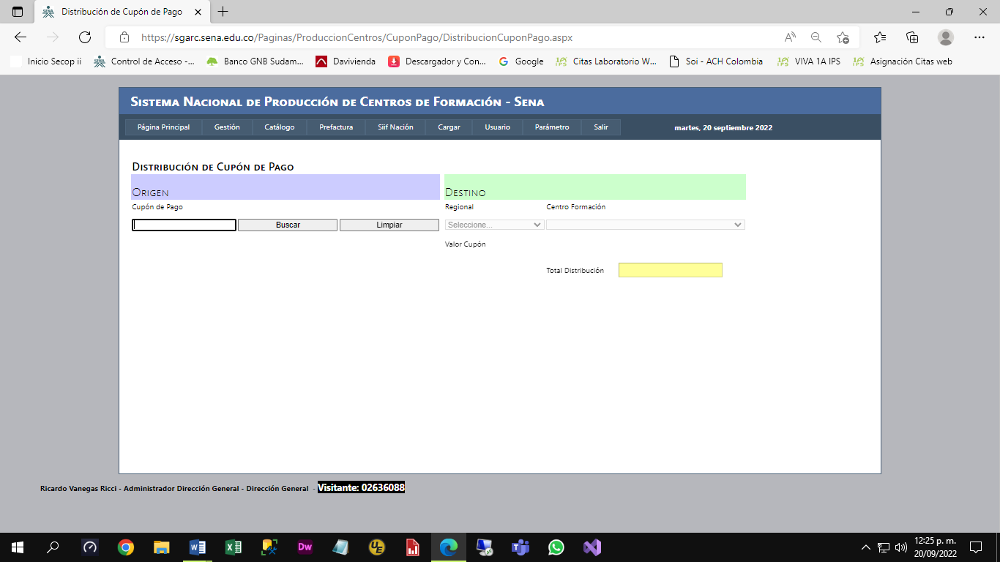 Distribución de Cupón de Pago
https://sgarc.sena.edu.co/Paginas/ProduccionCentros/CuponPago/DistribucionCuponPago.aspx
Inicio Secop ii
Control de Acceso -...
Banco GNB Sudam...
Davivienda
Descargador y Con...
Google
Citas Laboratorio W...
Soi - ACH Colombia
VIVA 1A IPS
Asignación Citas web
Sistema Nacional de Producción de Centros de Formación - Sena
Página Principal
Gestión
Catálogo
Prefactura
Siif Nación
Cargar
Usuario
Parámetro
Salir
martes, 20 septiembre 2022
Distribución de Cupón de Pago
Origen
Destino
Cupón de Pago
Regional
Centro Formación
Buscar
Limpiar
Seleccione...
Valor Cupón
Total Distribución
Ricardo Vanegas Ricci - Administrador Dirección General - Dirección General - Visitante: 02636088
Dw
UE
12:25 p. m.
20/09/2022